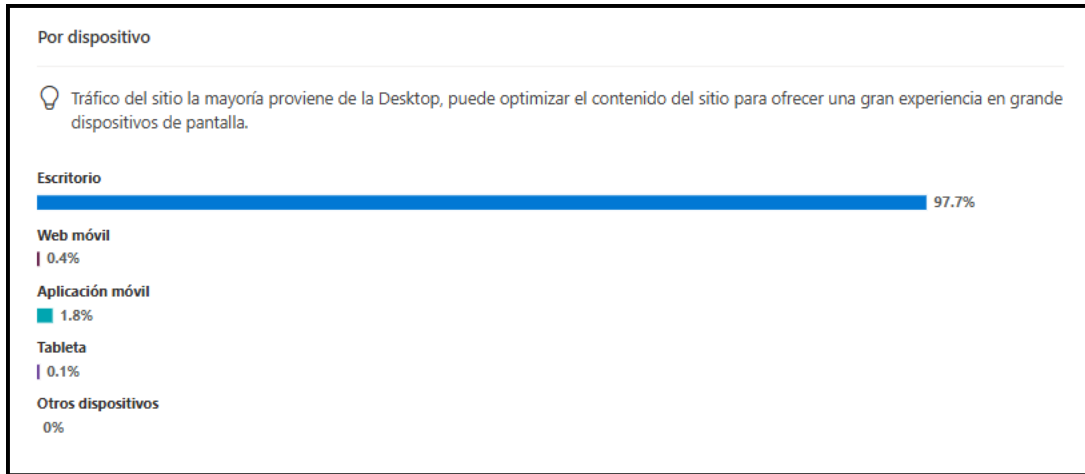 Por dispositivo
Tráfico del sitio la mayoría proviene de la Desktop, puede optimizar el contenido del sitio para ofrecer una gran experiencia en grande
dispositivos de pantalla.
Escritorio
97.7%
Web móvil
0.4%
Aplicación móvil
1.8%
Tableta
0.1%
Otros dispositivos
0%